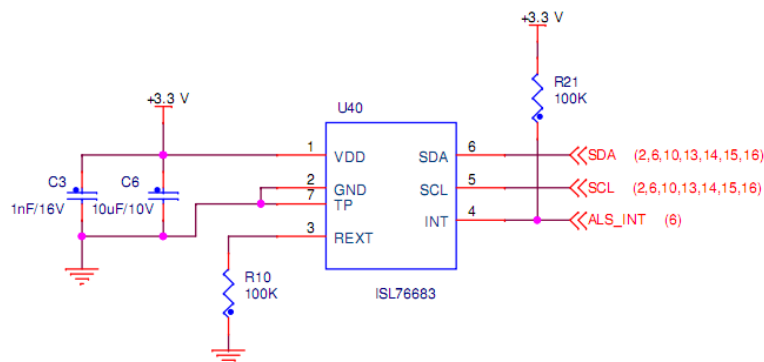 +3.3 V
R21
100K
+3.3 V
U40
1
VDD
SDA
6
SDA (2,6,10,13,14,15,16)
C3
C6
2
GND
SCL
5
SCL (2,6,10,13,14,15,16)
7
TP
1nF/16V
10uF/10V
INT
4
ALS_INT (6)
3
REXT
R10
100K
ISL76683